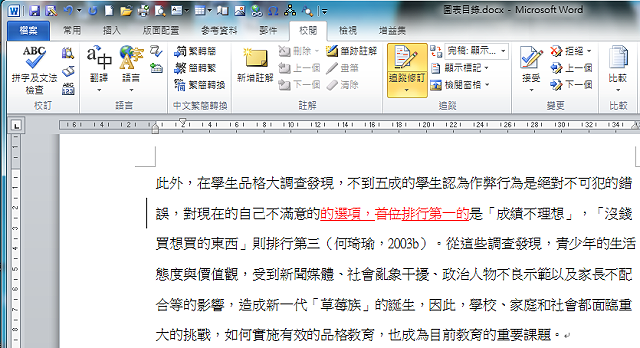 圖表目錄.docx - Microsoft Word
檔案 常用 插入 版面配置 參考資料 郵件 校閱 檢視 增益集
ABC 拼字及文法檢查 翻譯 語言 繁轉簡 簡轉繁 繁簡轉換 新增註解 刪除 上一個 下一個 筆跡註解 畫筆 清除 追蹤修訂 完稿: 顯示... 顯示標記 檢閱窗格 接受 拒絕 上一個 下一個 比較
校訂 語言 中文繁簡轉換 註解 追蹤 變更 比較
此外，在學生品格大調查發現，不到五成的學生認為作弊行為是絕對不可犯的錯
誤，對現在的自己不滿意的的選項，首位排行第一的是「成績不理想」，「沒錢
買想買的東西」則排行第三（何琦瑜，2003b）。從這些調查發現，青少年的生活
態度與價值觀，受到新聞媒體、社會亂象干擾、政治人物不良示範以及家長不配
合等的影響，造成新一代「草莓族」的誕生，因此，學校、家庭和社會都面臨重
大的挑戰，如何實施有效的品格教育，也成為目前教育的重要課題。